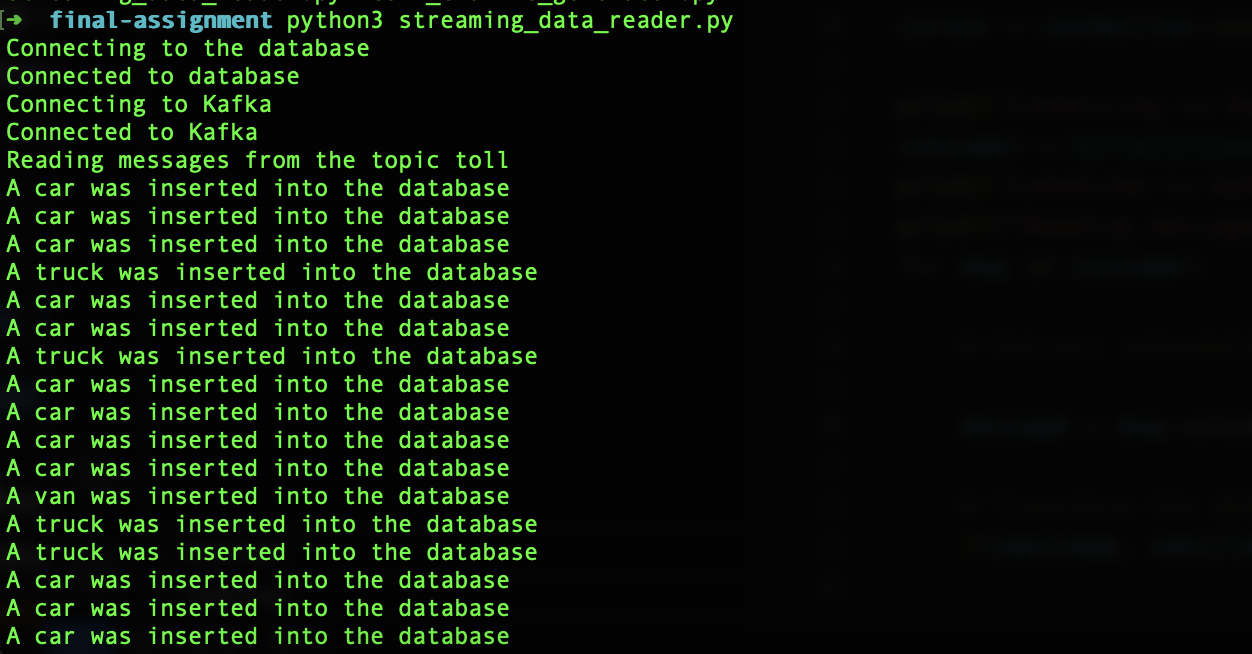 ➜ final-assignment python3 streaming_data_reader.py
Connecting to the database
Connected to database
Connecting to Kafka
Connected to Kafka
Reading messages from the topic toll
A car was inserted into the database
A car was inserted into the database
A car was inserted into the database
A truck was inserted into the database
A car was inserted into the database
A car was inserted into the database
A truck was inserted into the database
A car was inserted into the database
A car was inserted into the database
A car was inserted into the database
A car was inserted into the database
A van was inserted into the database
A truck was inserted into the database
A truck was inserted into the database
A car was inserted into the database
A car was inserted into the database
A car was inserted into the database